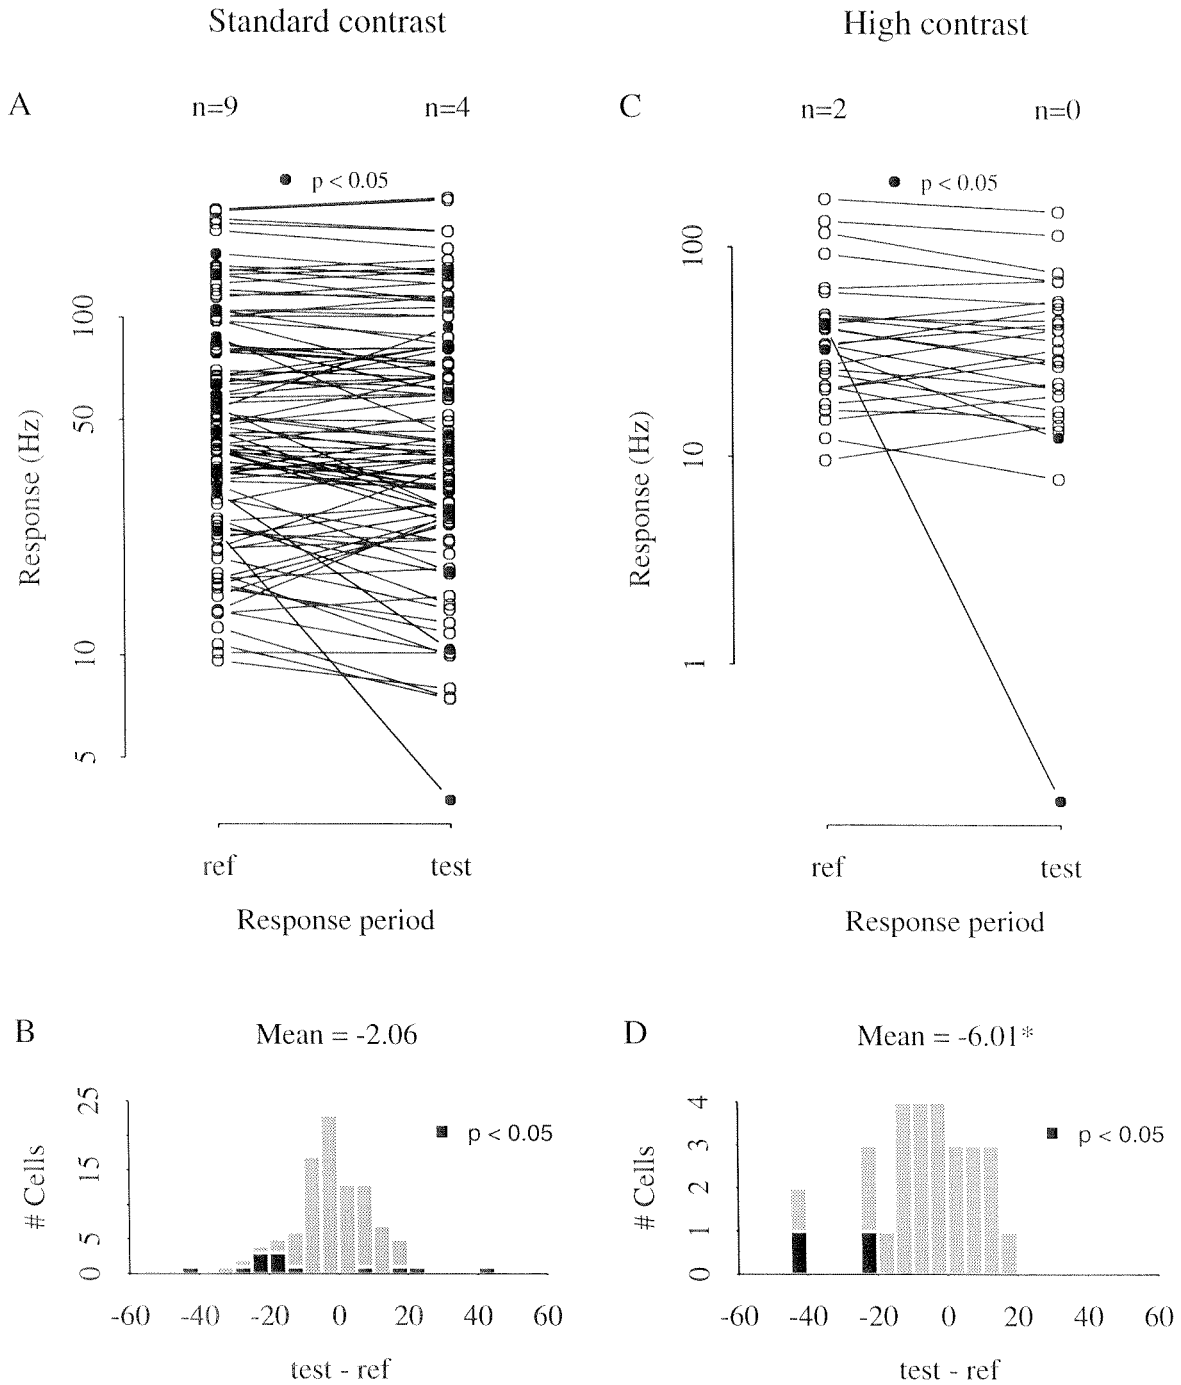 Standard contrast
High contrast
A
n=9
n=4
p < 0.05
100
50
10
5
Response (Hz)
ref
test
Response period
C
n=2
n=0
p < 0.05
100
10
1
Response (Hz)
ref
test
Response period
B
Mean = -2.06
25
15
5
0
# Cells
p < 0.05
-60 -40 -20 0 20 40 60
test - ref
D
Mean = -6.01*
4
3
2
1
0
# Cells
p < 0.05
-60 -40 -20 0 20 40 60
test - ref